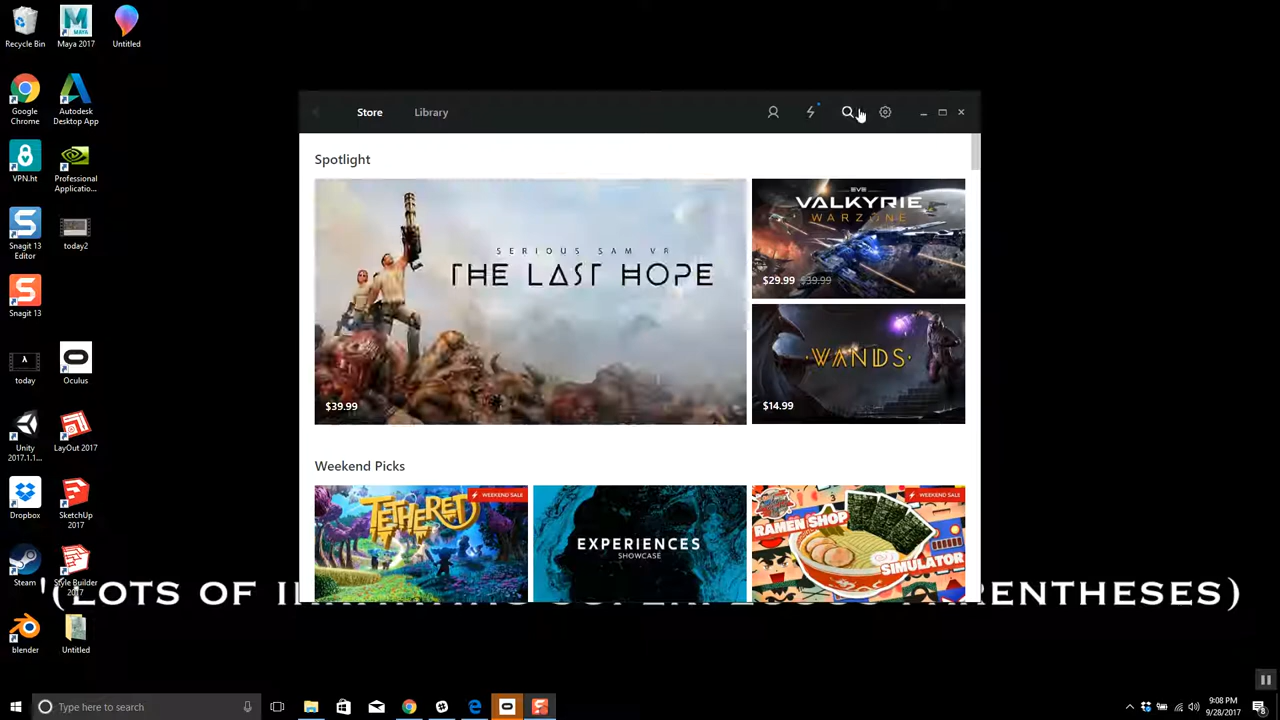 Recycle Bin
Maya 2017
Untitled
Google Chrome
Autodesk Desktop App
VPN.ht
Professional Applicatio...
Snagit 13 Editor
today2
Snagit 13
today
Oculus
Unity 2017.1.1...
LayOut 2017
Dropbox
SketchUp 2017
Steam
Style Builder 2017
blender
Untitled
Store
Library
Spotlight
SERIOUS SAM VR
THE LAST HOPE
$39.99
EVE
VALKYRIE
WARZONE
$29.99 $39.99
WANDS
$14.99
Weekend Picks
TETHERED
WEEKEND SALE
EXPERIENCES
SHOWCASE
WEEKEND SALE
RAMEN SHOP
SIMULATOR
'(LOTS OF
Type here to search
9:08 PM
9/28/2017
8